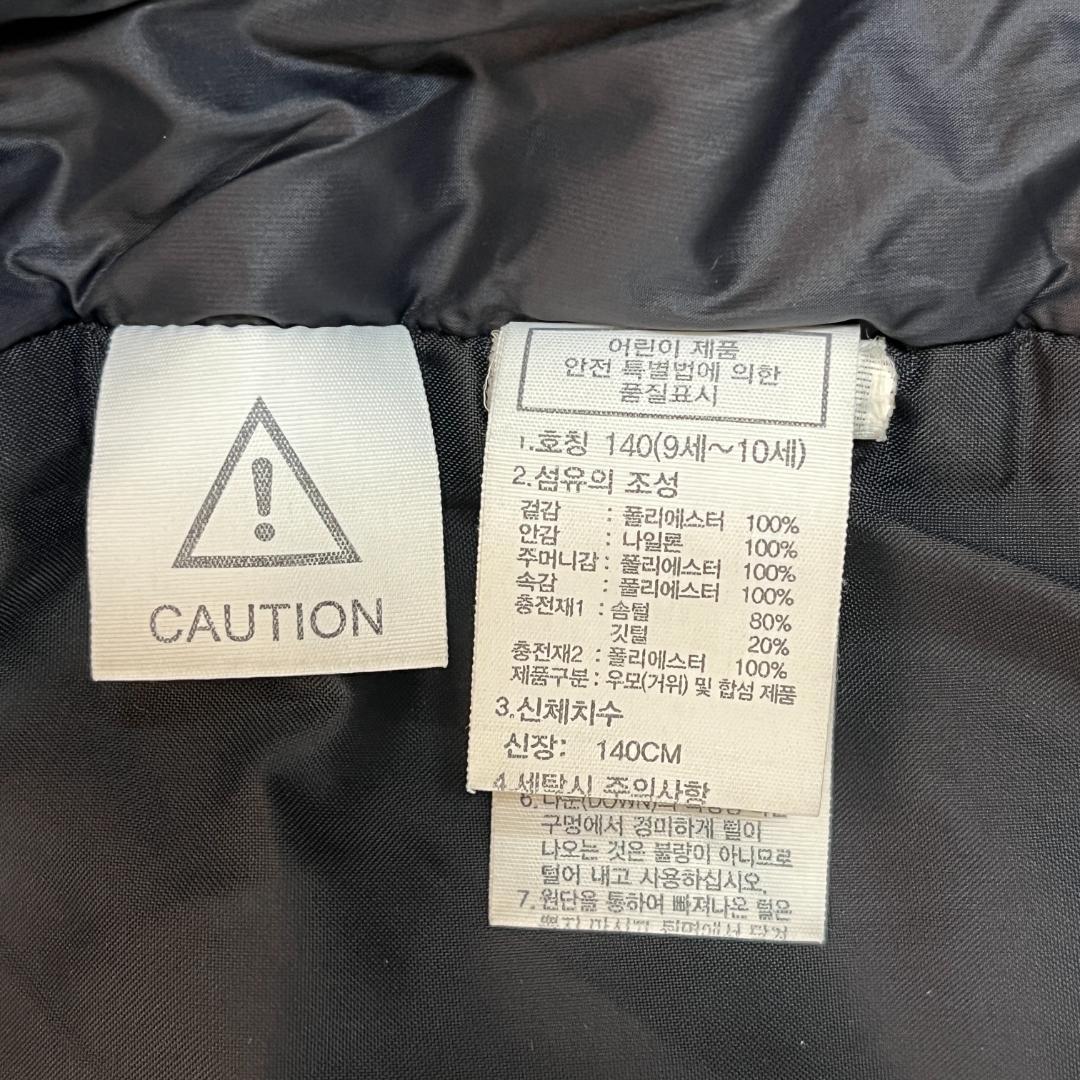 CAUTION
어린이 제품
안전 특별법에 의한
품질표시
1.호칭 140(9세~10세)
2.섬유의 조성
겉감 : 폴리에스터 100%
안감 : 나일론 100%
주머니감 : 폴리에스터 100%
속감 : 폴리에스터 100%
충전재1 : 솜털 80%
깃털 20%
충전재2 : 폴리에스터 100%
제품구분 : 우모(거위) 및 합섬 제품
3.신체치수
신장: 140CM
4.세탁시 주의사항
6.다운(DOWN)의
구멍에서 경미하게 털이
나오는 것은 불량이 아니므로
털어 내고 사용하십시오.
7.원단을 통하여 빠져나온 털은